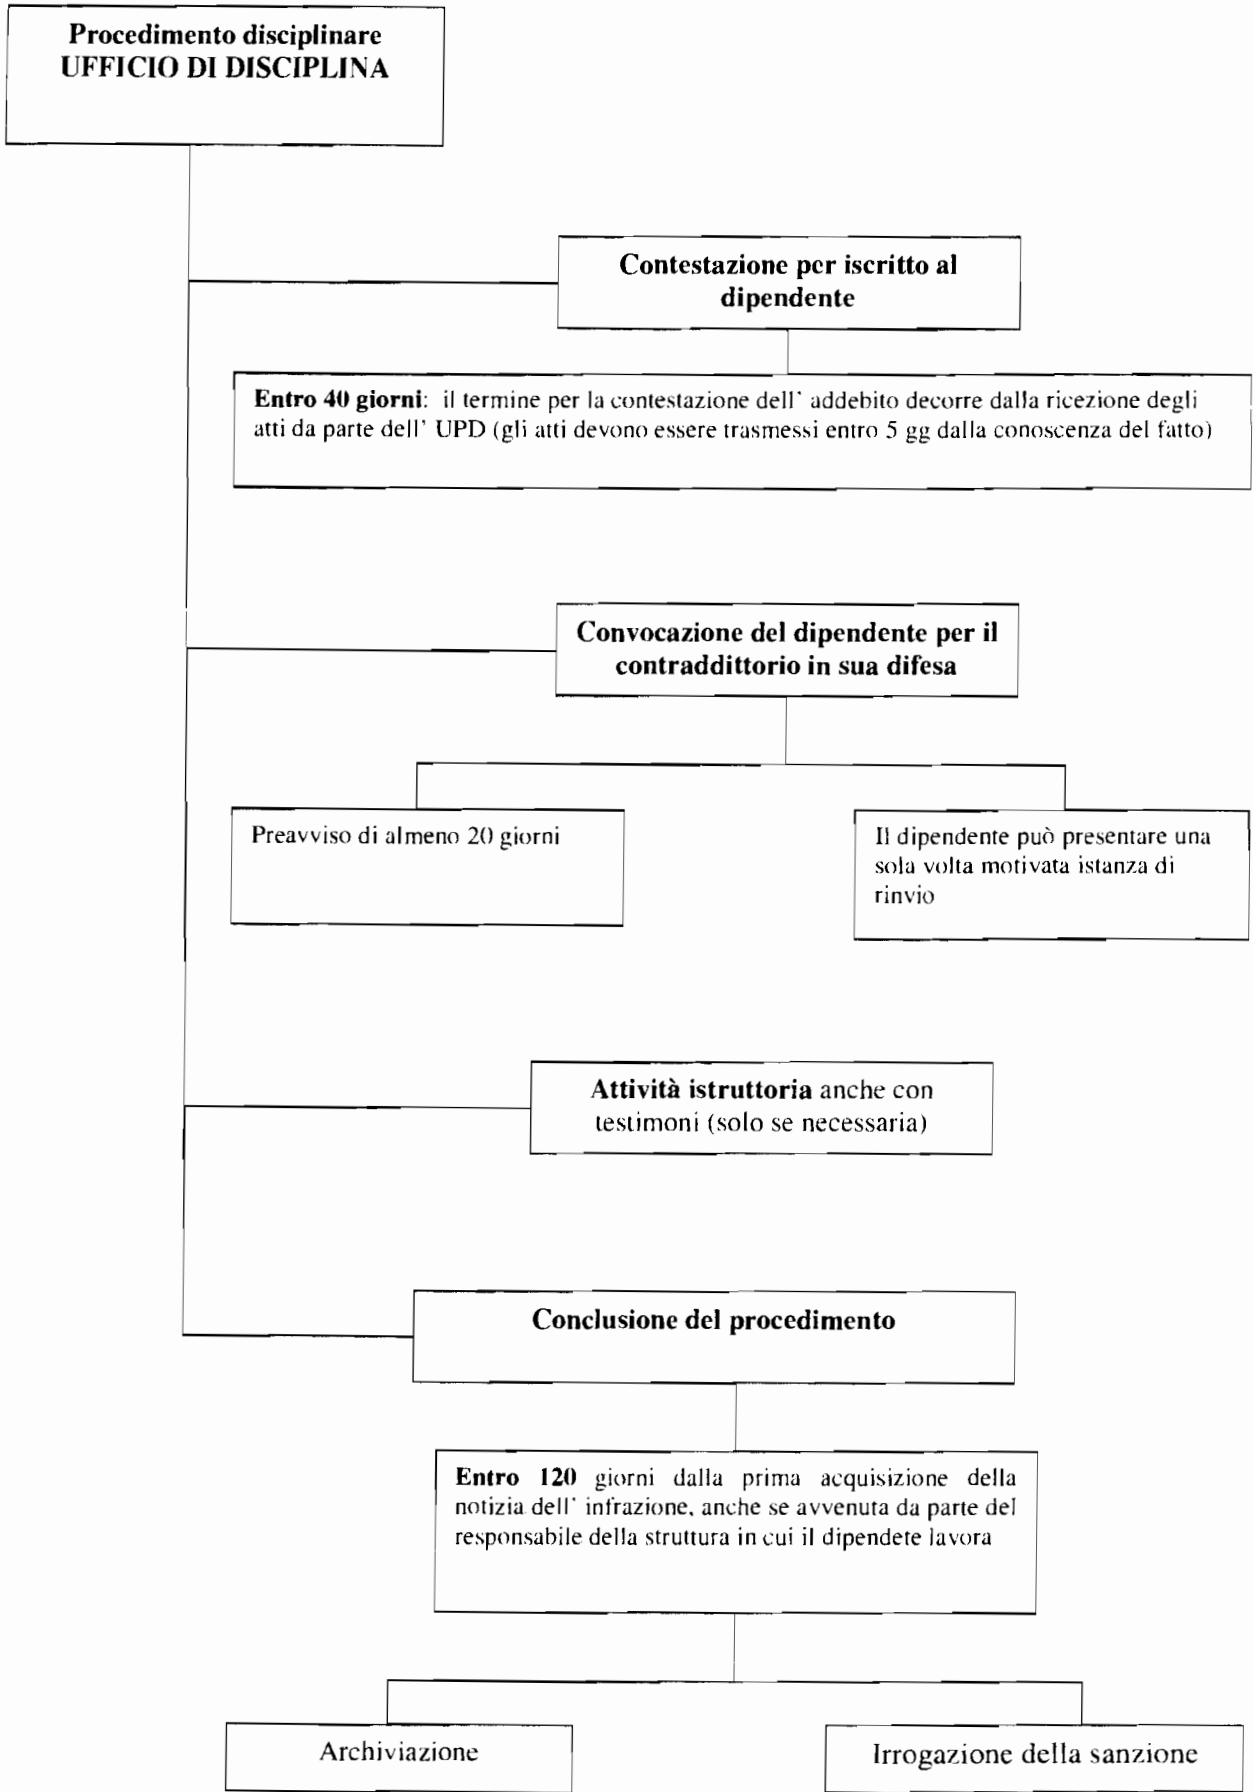 Procedimento disciplinare
UFFICIO DI DISCIPLINA
Contestazione per iscritto al
dipendente
Entro 40 giorni: il termine per la contestazione dell' addebito decorre dalla ricezione degli
atti da parte dell' UPD (gli atti devono essere trasmessi entro 5 gg dalla conoscenza del fatto)
Convocazione del dipendente per il
contraddittorio in sua difesa
Preavviso di almeno 20 giorni
Il dipendente può presentare una
sola volta motivata istanza di
rinvio
Attività istruttoria anche con
testimoni (solo se necessaria)
Conclusione del procedimento
Entro 120 giorni dalla prima acquisizione della
notizia dell' infrazione, anche se avvenuta da parte del
responsabile della struttura in cui il dipendete lavora
Archiviazione
Irrogazione della sanzione